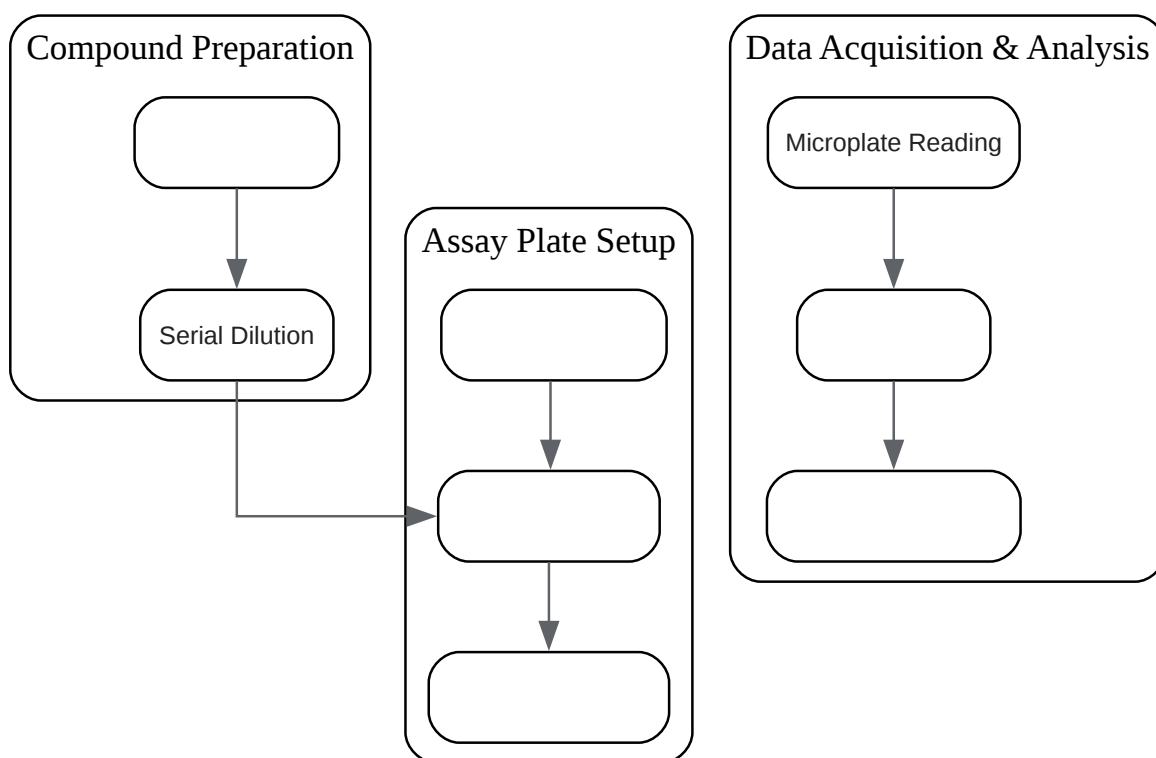 Compound Preparation
Serial Dilution
Assay Plate Setup
Data Acquisition & Analysis
Microplate Reading